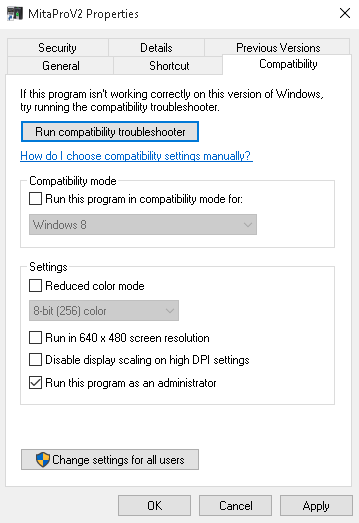 MitaProV2 Properties
Security
Details
Previous Versions
General
Shortcut
Compatibility
If this program isn't working correctly on this version of Windows,
try running the compatibility troubleshooter.
Run compatibility troubleshooter
How do I choose compatibility settings manually?
Compatibility mode
Run this program in compatibility mode for:
Windows 8
Settings
Reduced color mode
8-bit (256) color
Run in 640 x 480 screen resolution
Disable display scaling on high DPI settings
Run this program as an administrator
Change settings for all users
OK
Cancel
Apply